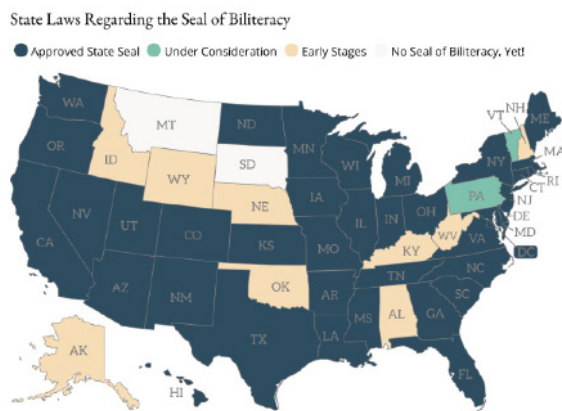 State Laws Regarding the Seal of Biliteracy
Approved State Seal Under Consideration Early Stages No Seal of Biliteracy, Yet!
WA MT ND MN VT NH ME
OR ID SD WI MI NY MA
WY IA PA RI
CT
NV NE IL IN OH NJ
UT CO DE
CA KS MO WV VA MD
KY DC
AZ NM OK AR TN NC
SC
TX LA MS AL GA
AK HI FL